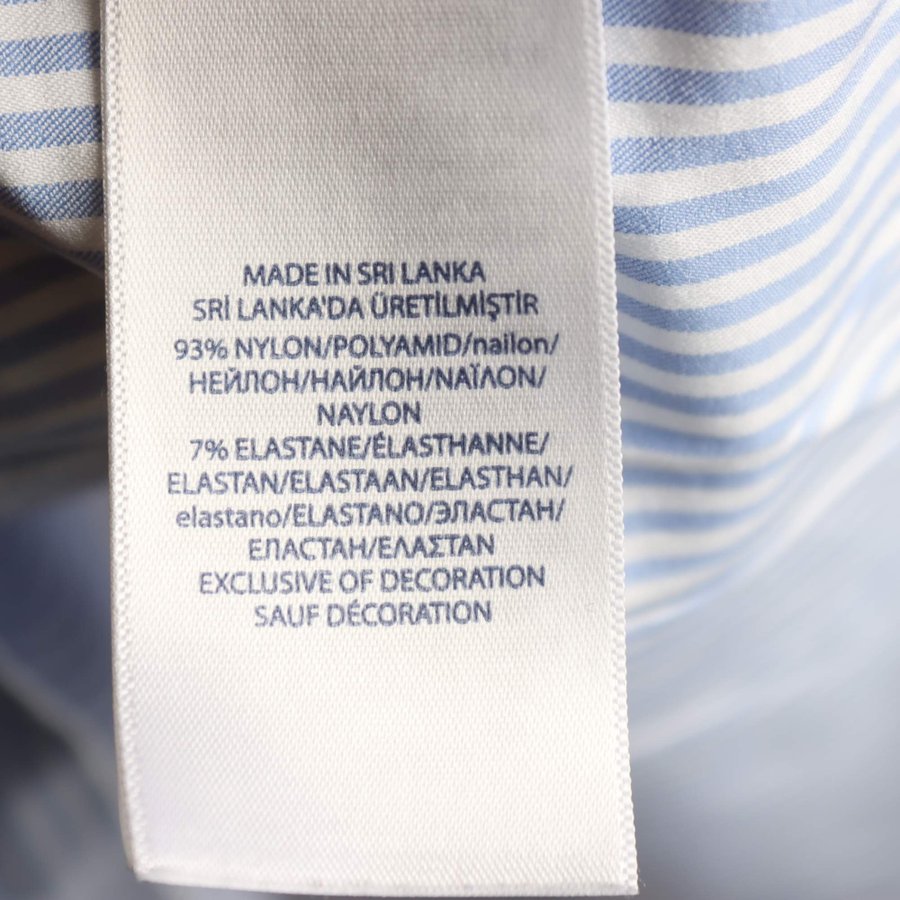 MADE IN SRI LANKA
SRİ LANKA'DA ÜRETİLMİŞTİR
93% NYLON/POLYAMID/nailon/
НЕЙЛОН/НАЙЛОН/ΝΑΪΛΟΝ/
NAYLON
7% ELASTANE/ÉLASTHANNE/
ELASTAN/ELASTAAN/ELASTHAN/
elastano/ELASTANO/ЭЛАСТАН/
ЕЛАСТАН/ΕΛΑΣΤΑΝ
EXCLUSIVE OF DECORATION
SAUF DÉCORATION